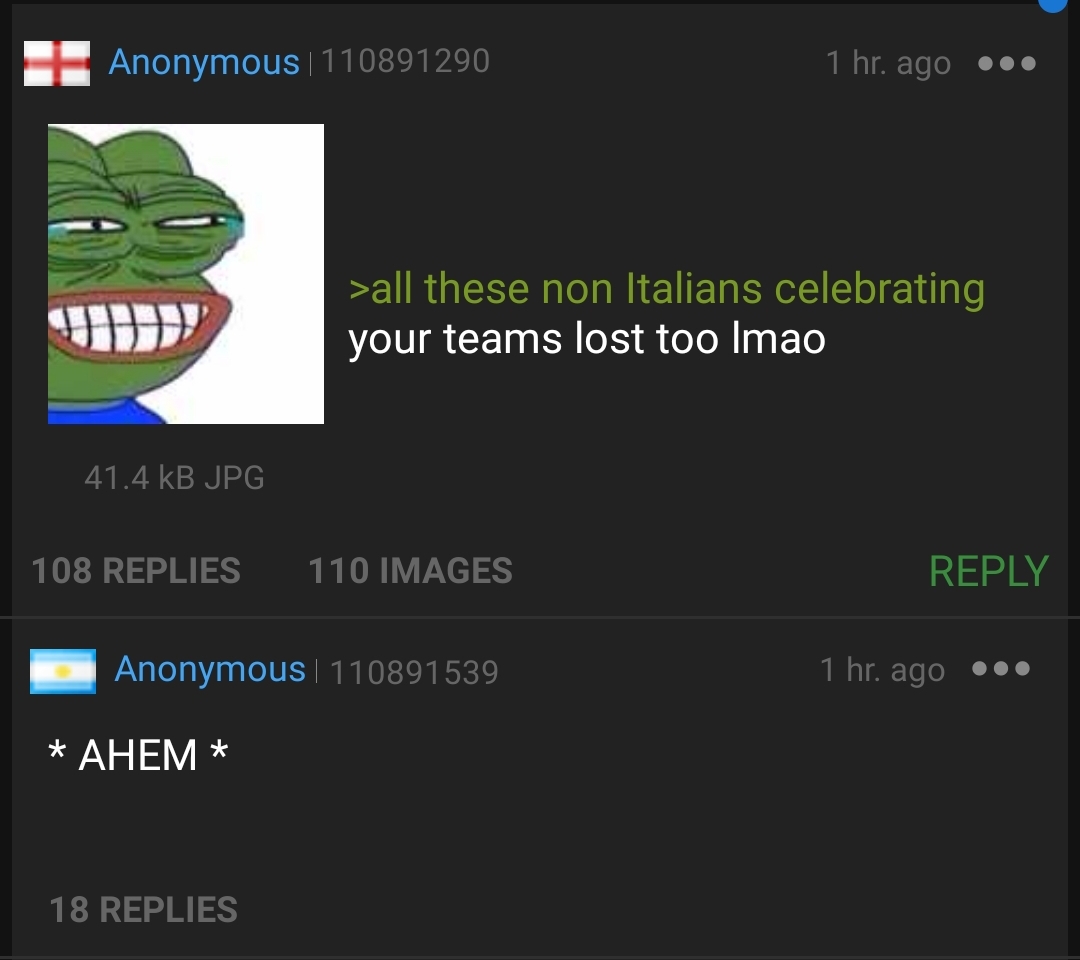 Anonymous | 110891290 1 hr. ago
>all these non Italians celebrating
your teams lost too lmao
41.4 kB JPG
108 REPLIES 110 IMAGES REPLY
Anonymous | 110891539 1 hr. ago
* AHEM *
18 REPLIES